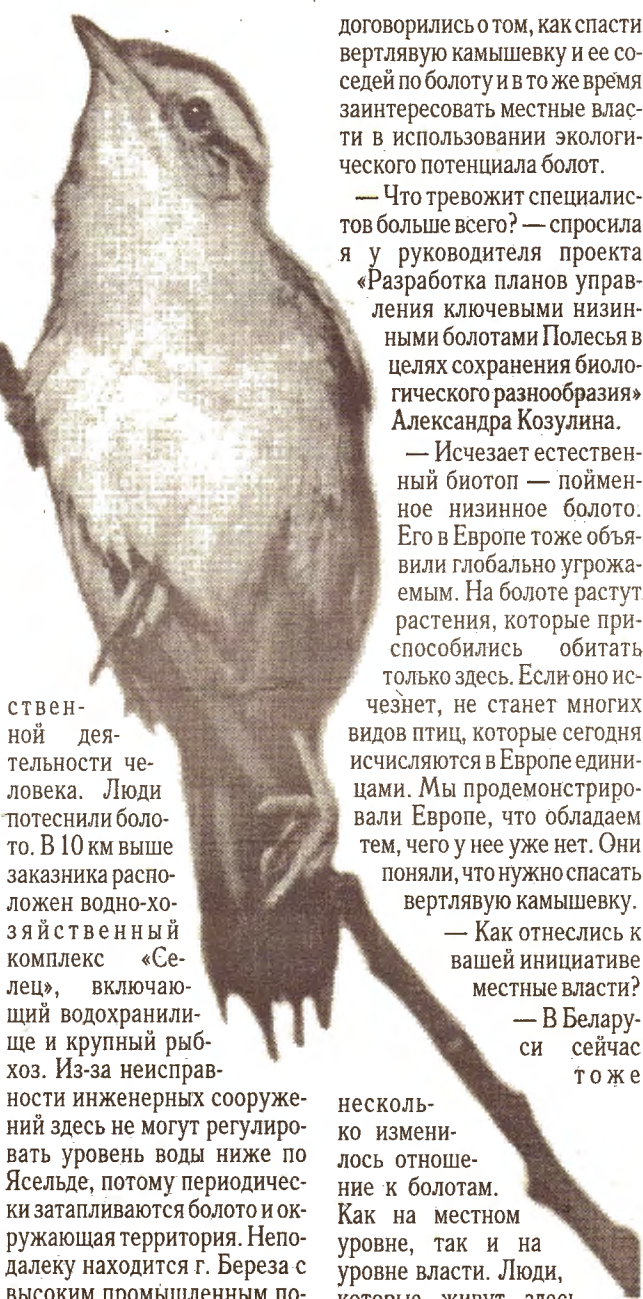 ствен-
ной дея-
тельности че-
ловека. Люди
потеснили боло-
то. В 10 км выше
заказника распо-
ложен водно-хо-
зяйственный
комплекс «Се-
лец», включаю-
щий водохранили-
ще и крупный рыб-
хоз. Из-за неисправ-
ности инженерных сооруже-
ний здесь не могут регулиро-
вать уровень воды ниже по
Ясельде, потому периодичес-
ки затапливаются болото и ок-
ружающая территория. Непо-
далеку находится г. Береза с
высоким промышленным по-
договорились о том, как спасти
вертлявую камышевку и ее со-
седей по болоту и в то же время
заинтересовать местные влас-
ти в использовании экологи-
ческого потенциала болот.
— Что тревожит специалис-
тов больше всего? — спросила
я у руководителя проекта
«Разработка планов управ-
ления ключевыми низин-
ными болотами Полесья в
целях сохранения биоло-
гического разнообразия»
Александра Козулина.
— Исчезает естествен-
ный биотоп — поймен-
ное низинное болото.
Его в Европе тоже объя-
вили глобально угрожа-
емым. На болоте растут
растения, которые при-
способились обитать
только здесь. Если оно ис-
чезнет, не станет многих
видов птиц, которые сегодня
исчисляются в Европе едини-
цами. Мы продемонстриро-
вали Европе, что обладаем
тем, чего у нее уже нет. Они
поняли, что нужно спасать
вертлявую камышевку.
— Как отнеслись к
вашей инициативе
местные власти?
— В Белару-
си сейчас
тоже
несколь-
ко измени-
лось отноше-
ние к болотам.
Как на местном
уровне, так и на
уровне власти. Люди,
которые живут здесь